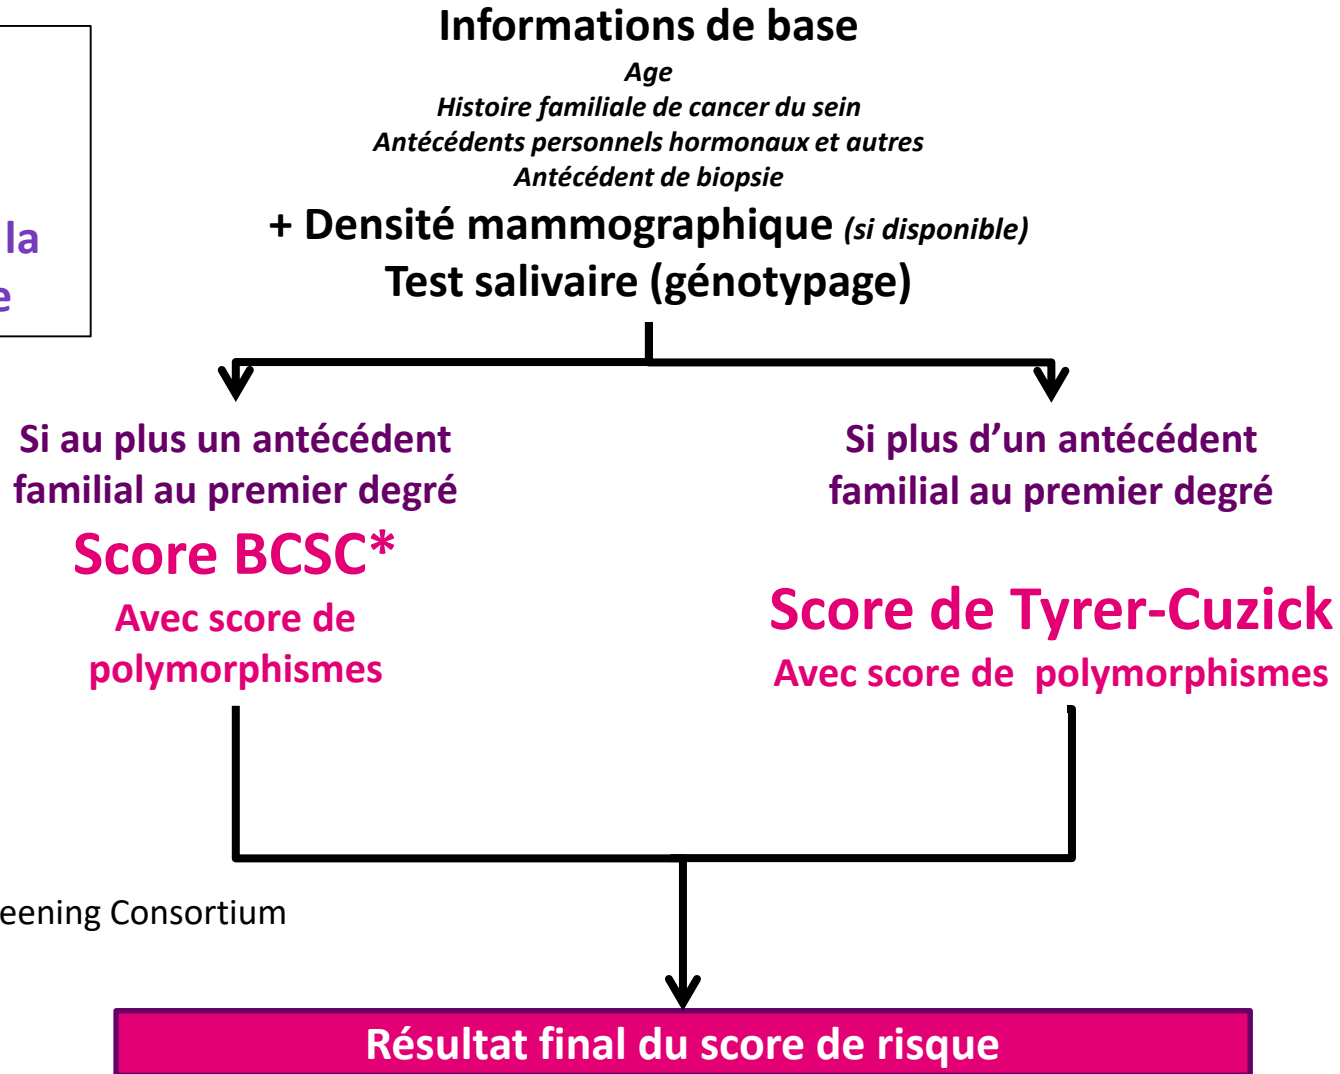 Informations de base
Age
Histoire familiale de cancer du sein
Antécédents personnels hormonaux et autres
Antécédent de biopsie
+ Densité mammographique (si disponible)
Test salivaire (génotypage)
la
e
Si au plus un antécédent
familial au premier degré
Score BCSC*
Avec score de
polymorphismes
Si plus d’un antécédent
familial au premier degré
Score de Tyrer-Cuzick
Avec score de polymorphismes
eening Consortium
Résultat final du score de risque